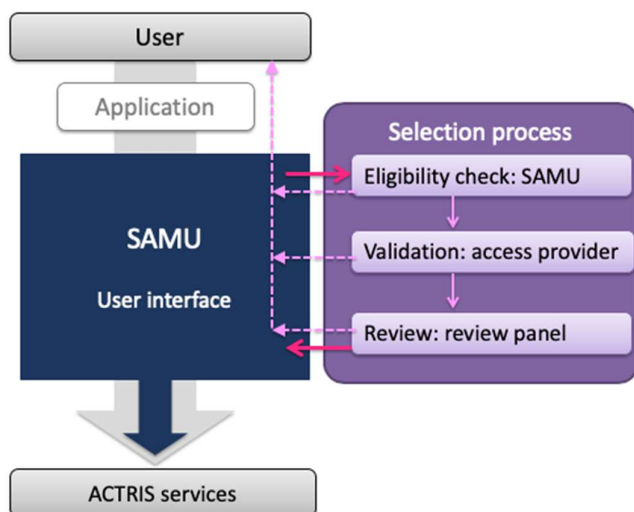 User
Application
Selection process
Eligibility check: SAMU
SAMU
Validation: access provider
User interface
Review: review panel
ACTRIS services